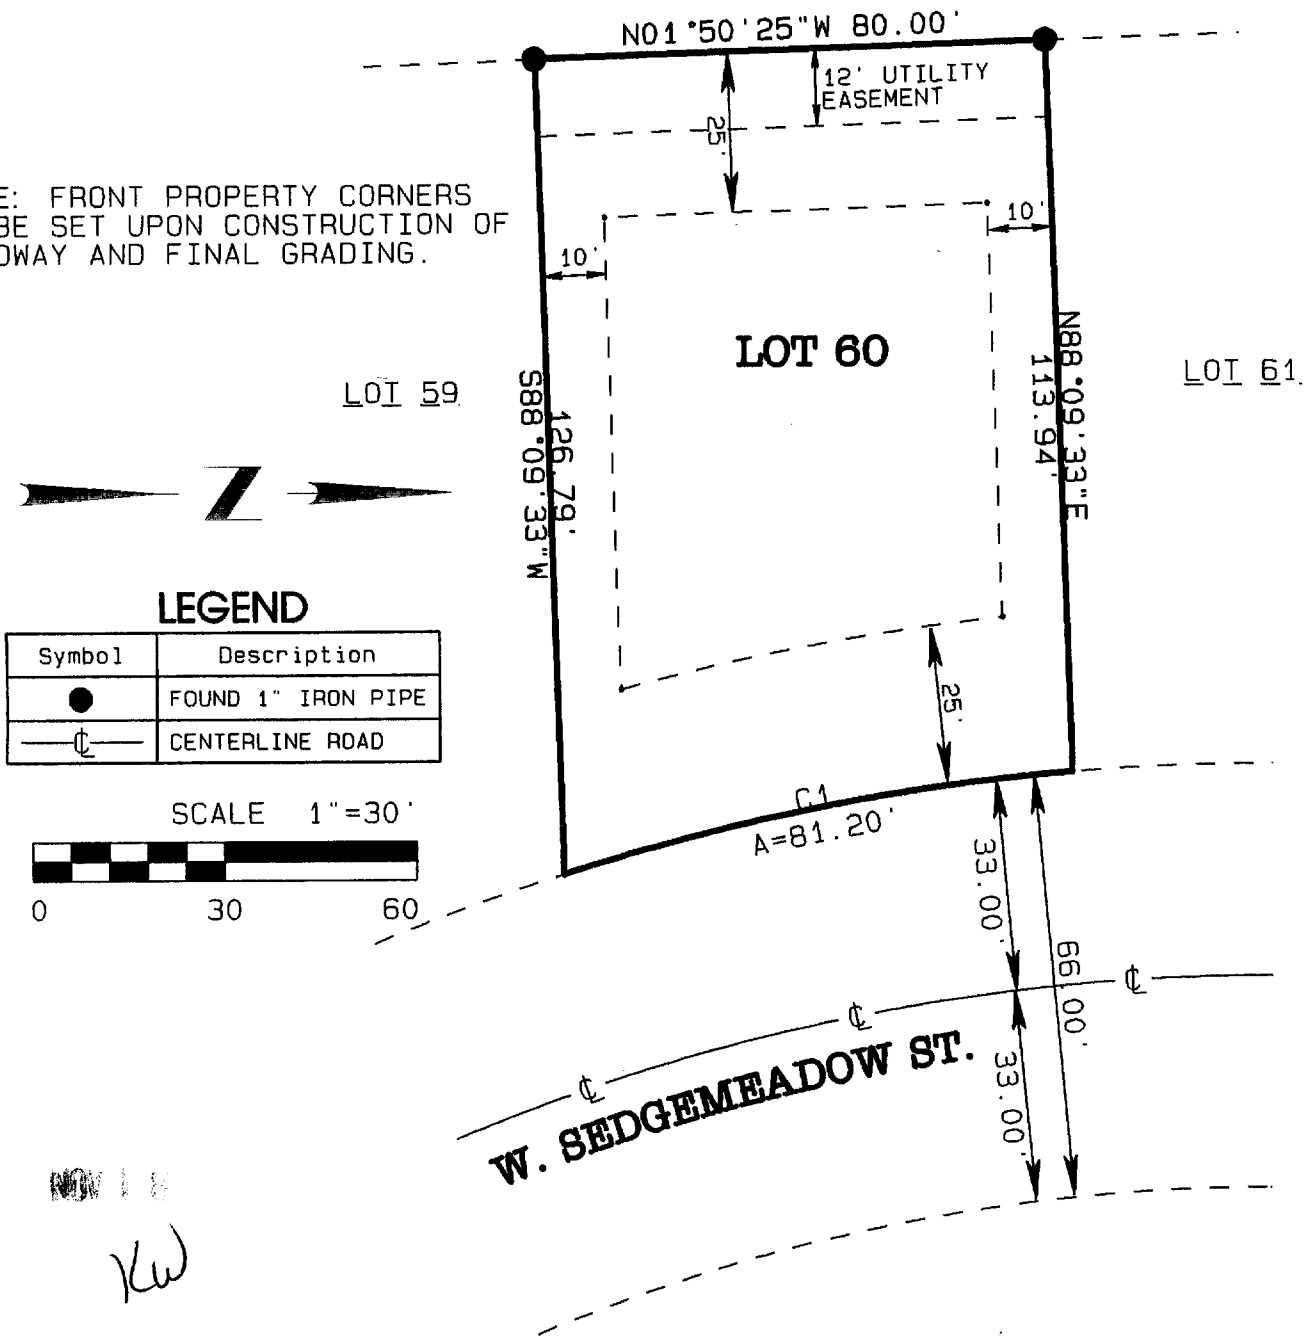 N01°50'25"W 80.00'
12' UTILITY
EASEMENT
25'
E: FRONT PROPERTY CORNERS
BE SET UPON CONSTRUCTION OF
DWAY AND FINAL GRADING.
10'
10'
LOT 60
LOT 59
LOT 61
S88°09'33"W
126.79'
N88°09'33"E
113.94'
Z
LEGEND
Symbol Description
FOUND 1" IRON PIPE
℄ CENTERLINE ROAD
SCALE 1"=30'
0 30 60
25'
C1
A=81.20'
33.00'
66.00'
33.00'
℄
℄
℄
W. SEDGEMEADOW ST.
NOV
KW